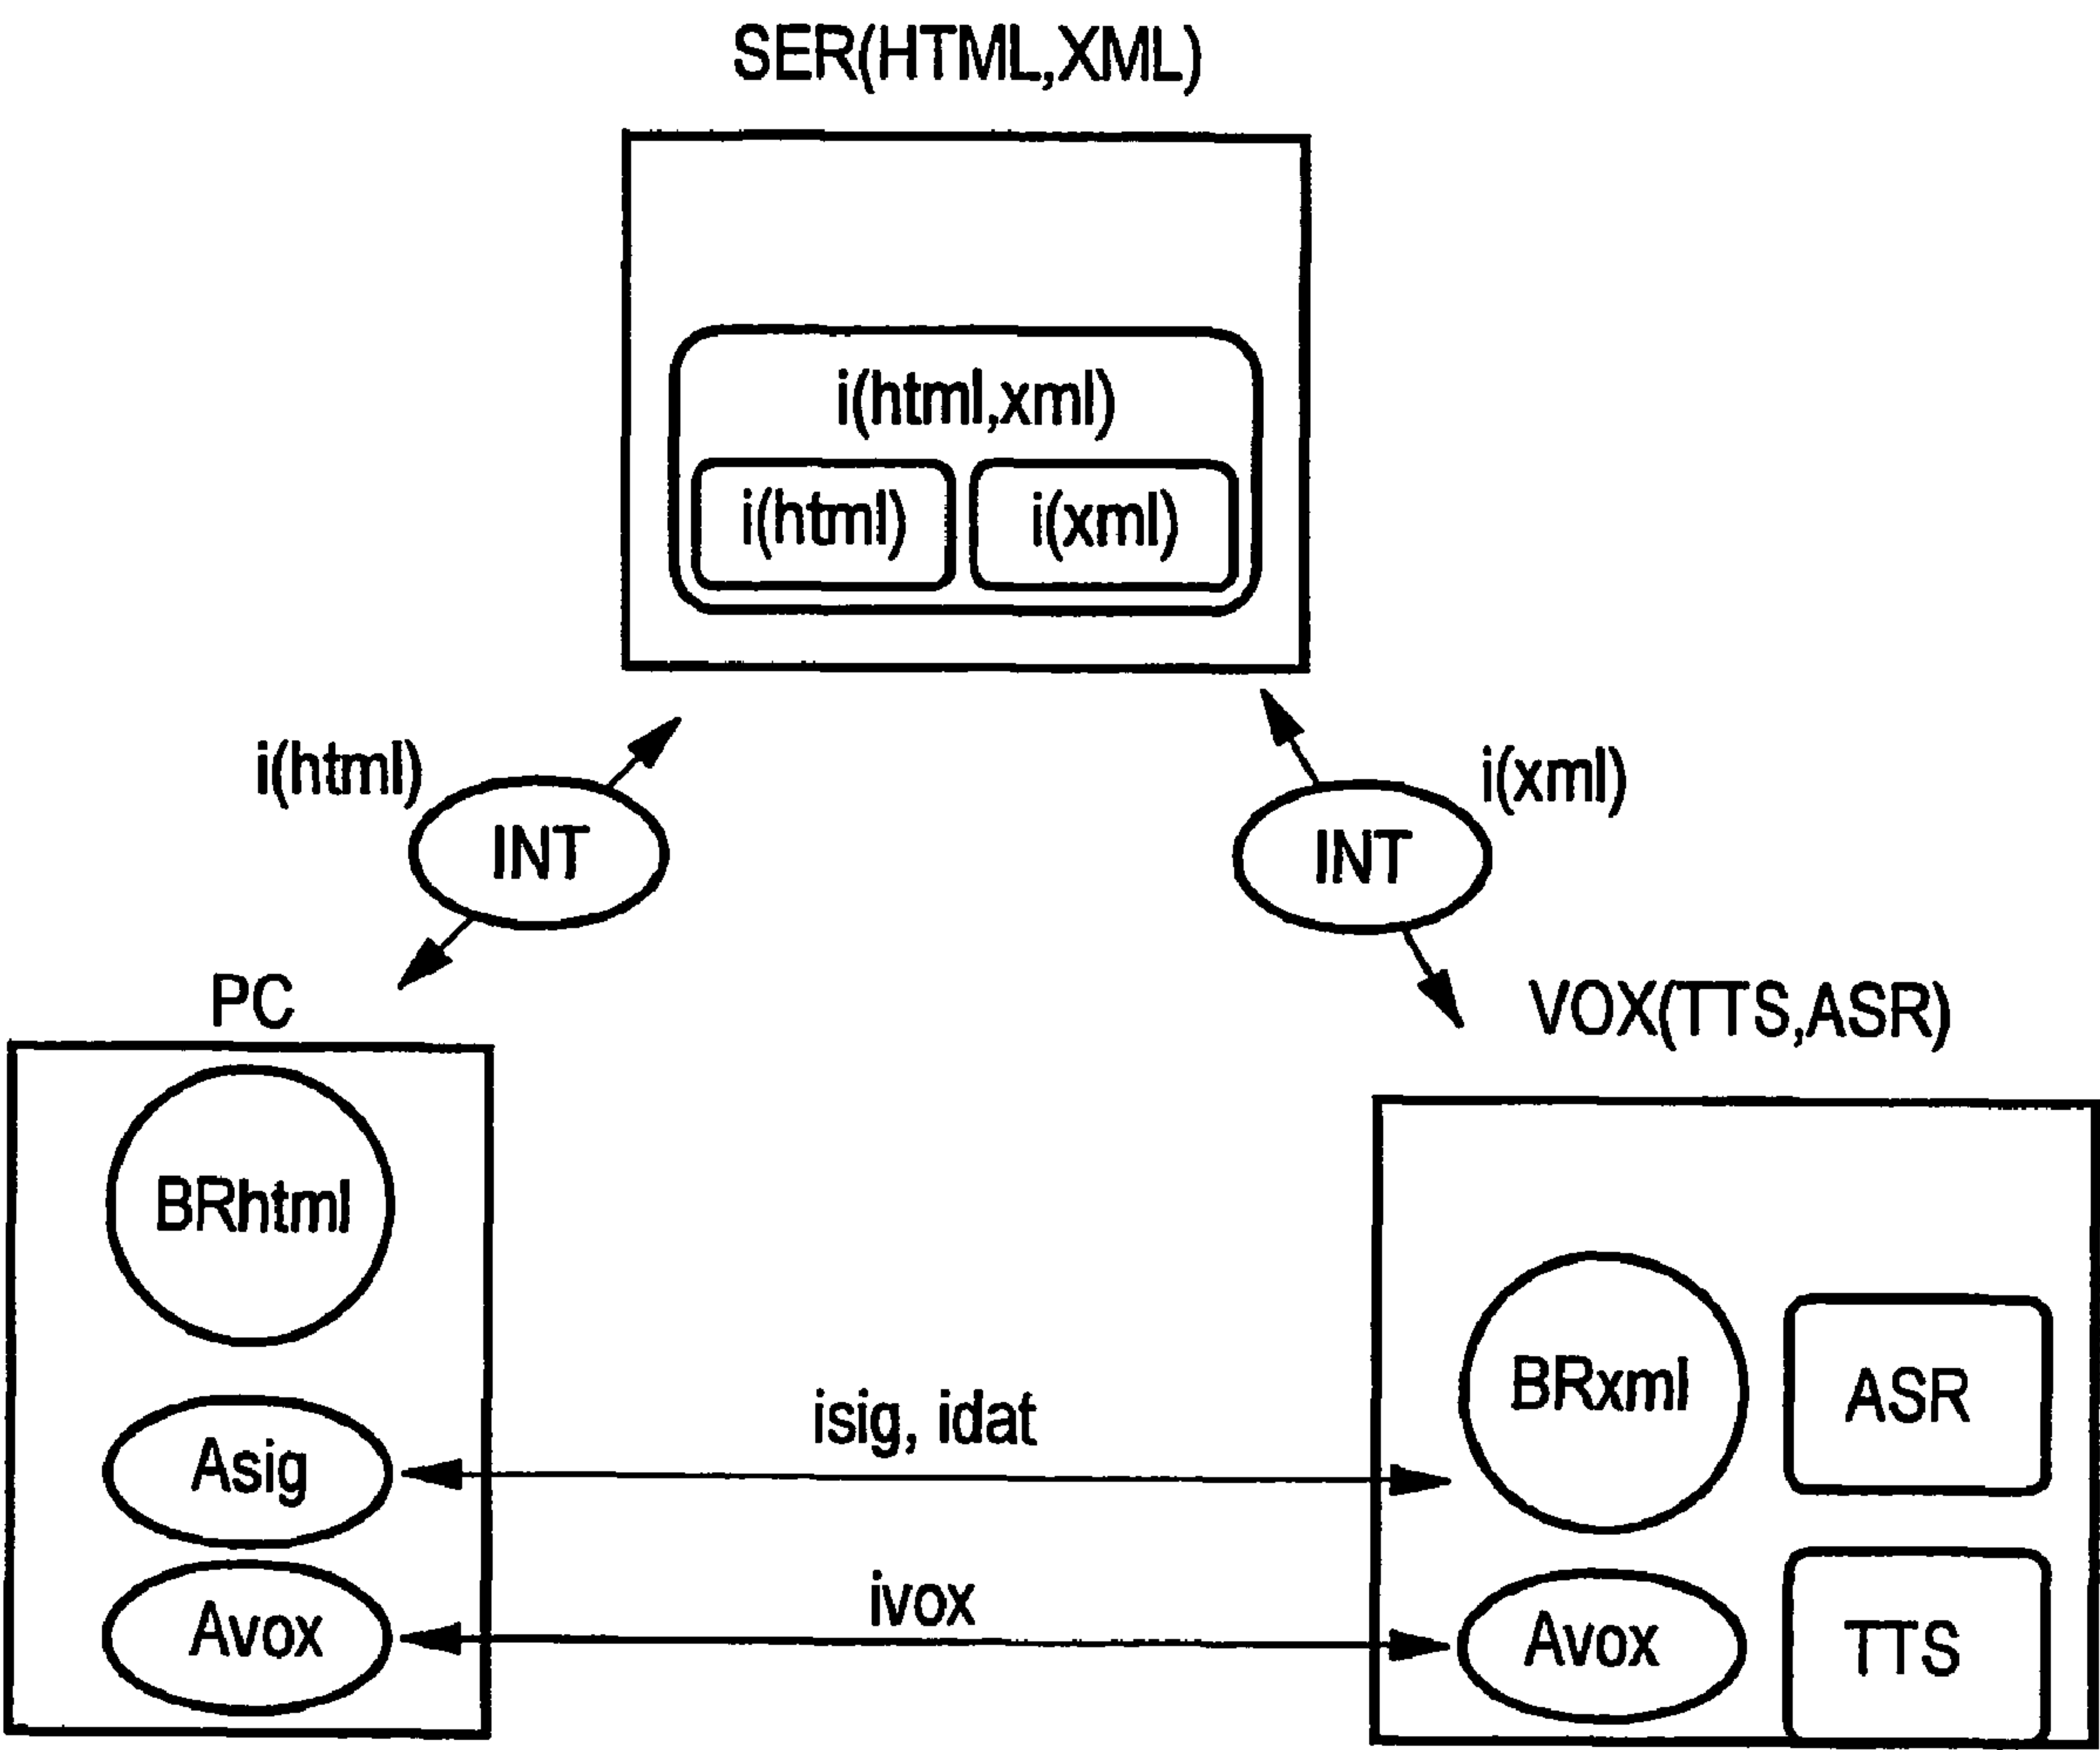 SER(HTML,XML)
i(html,xml)
i(html)
i(xml)
i(html)
INT
i(xml)
INT
PC
VOX(TTS,ASR)
BRhtml
BRxml
ASR
isig, idat
Asig
ivox
Avox
Avox
TTS